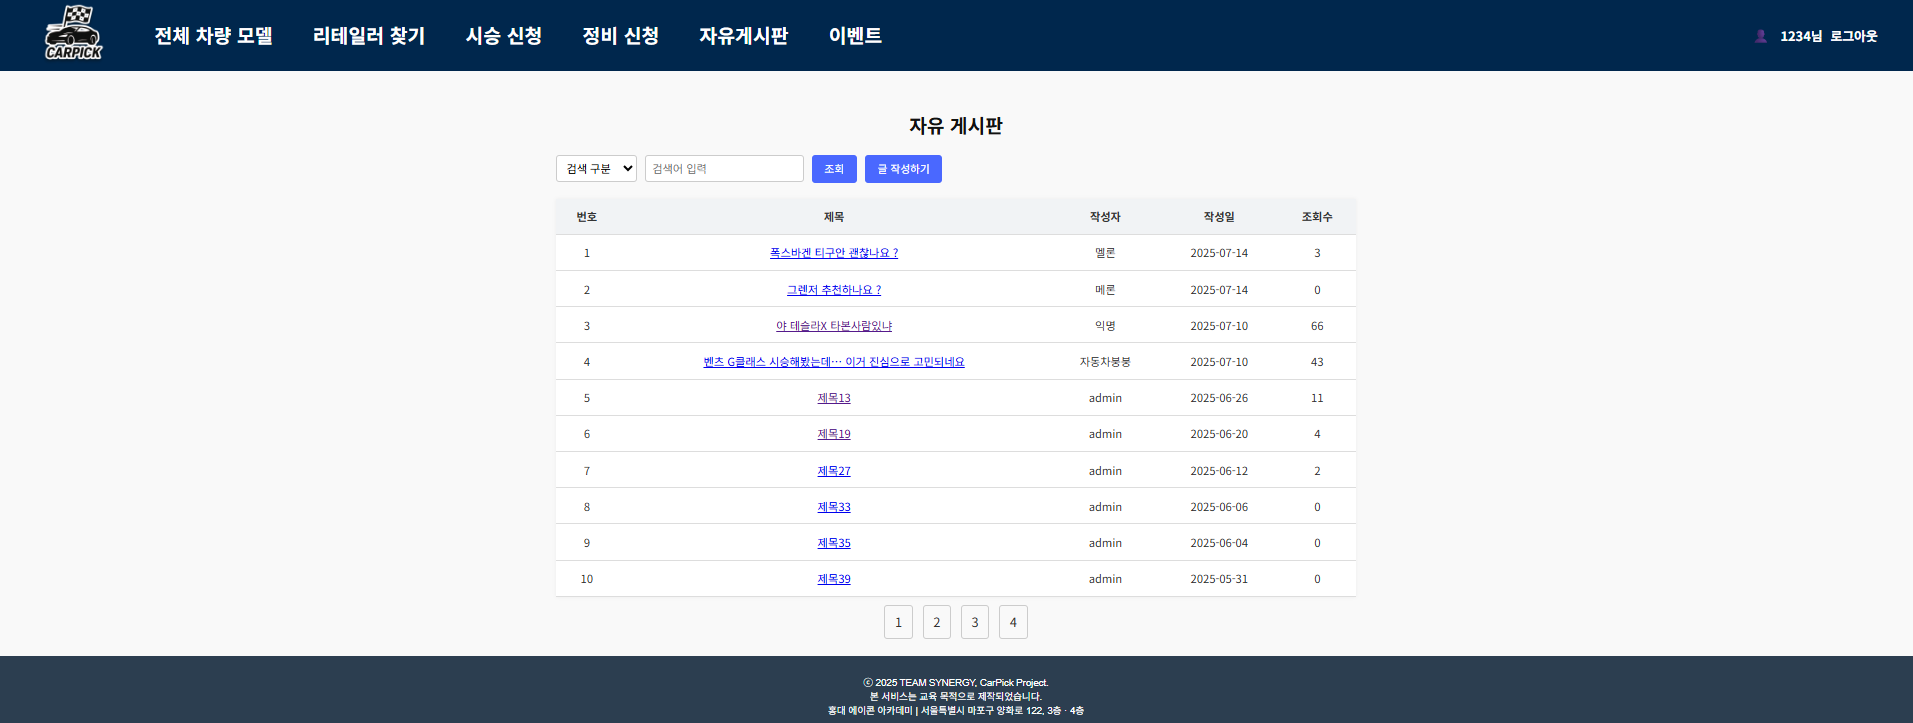 CARPICK
전체 차량 모델 리테일러 찾기 시승 신청 정비 신청 자유게시판 이벤트 1234님 로그아웃
자유 게시판
검색 구분 검색어 입력 조회 글 작성하기
번호 제목 작성자 작성일 조회수
1 폭스바겐 티구안 괜찮나요 ? 멜론 2025-07-14 3
2 그렌저 추천하나요 ? 메론 2025-07-14 0
3 야 테슬라X 타본사람있냐 익명 2025-07-10 66
4 벤츠 G클래스 시승해봤는데… 이거 진심으로 고민되네요 자동차붕붕 2025-07-10 43
5 제목13 admin 2025-06-26 11
6 제목19 admin 2025-06-20 4
7 제목27 admin 2025-06-12 2
8 제목33 admin 2025-06-06 0
9 제목35 admin 2025-06-04 0
10 제목39 admin 2025-05-31 0
1 2 3 4
ⓒ 2025 TEAM SYNERGY, CarPick Project.
본 서비스는 교육 목적으로 제작되었습니다.
홍대 에이콘 아카데미 | 서울특별시 마포구 양화로 122, 3층 · 4층